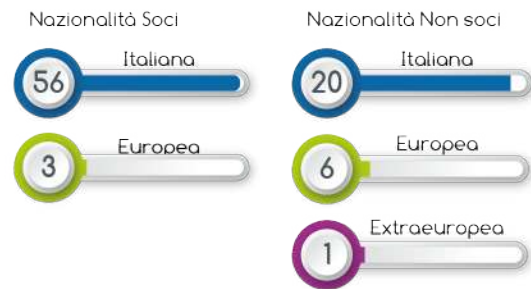 Nazionalità Soci
Italiana
56
Europea
3
Nazionalità Non soci
Italiana
20
Europea
6
Extraeuropea
1